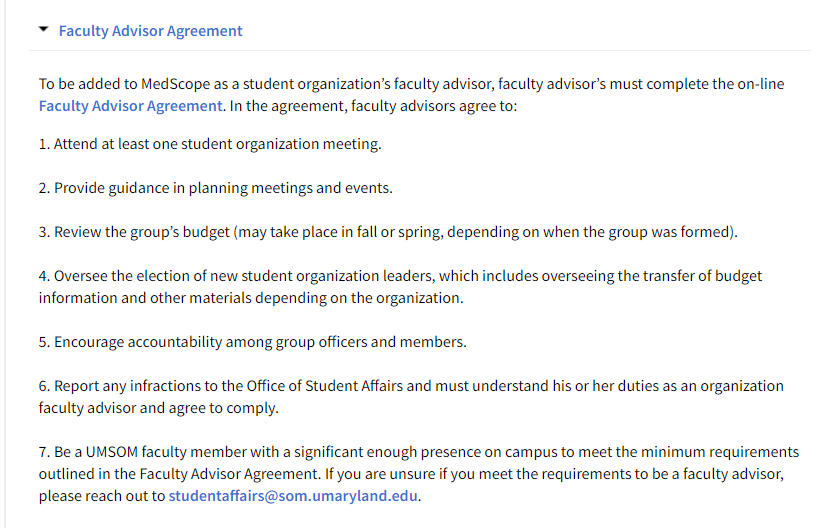 Faculty Advisor Agreement
To be added to MedScope as a student organization’s faculty advisor, faculty advisor’s must complete the on-line
Faculty Advisor Agreement. In the agreement, faculty advisors agree to:
1. Attend at least one student organization meeting.
2. Provide guidance in planning meetings and events.
3. Review the group’s budget (may take place in fall or spring, depending on when the group was formed).
4. Oversee the election of new student organization leaders, which includes overseeing the transfer of budget
information and other materials depending on the organization.
5. Encourage accountability among group officers and members.
6. Report any infractions to the Office of Student Affairs and must understand his or her duties as an organization
faculty advisor and agree to comply.
7. Be a UMSOM faculty member with a significant enough presence on campus to meet the minimum requirements
outlined in the Faculty Advisor Agreement. If you are unsure if you meet the requirements to be a faculty advisor,
please reach out to studentaffairs@som.umaryland.edu.